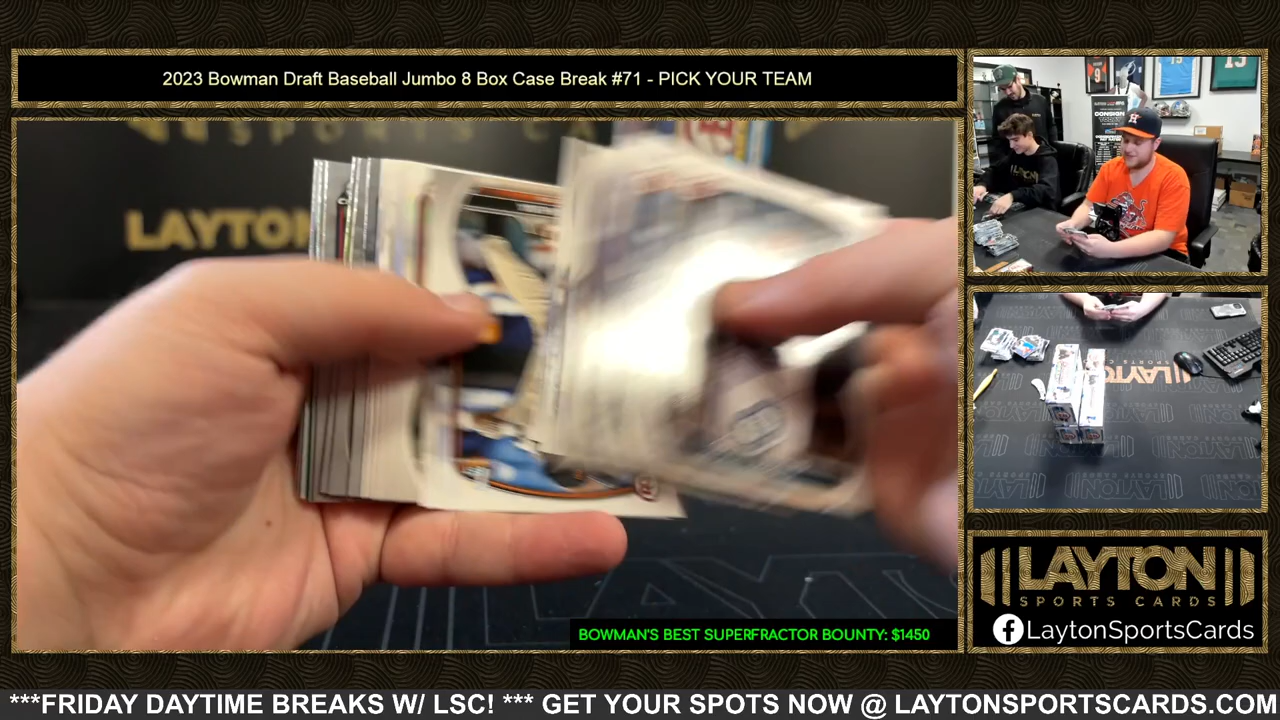 2023 Bowman Draft Baseball Jumbo 8 Box Case Break #71 - PICK YOUR TEAM
LAYTON
CONSIGN
BOWMAN'S BEST SUPERFRACTOR BOUNTY: $1450
LAYTON
SPORTS CARDS
LaytonSportsCards
***FRIDAY DAYTIME BREAKS W/ LSC! *** GET YOUR SPOTS NOW @ LAYTONSPORTSCARDS.COM